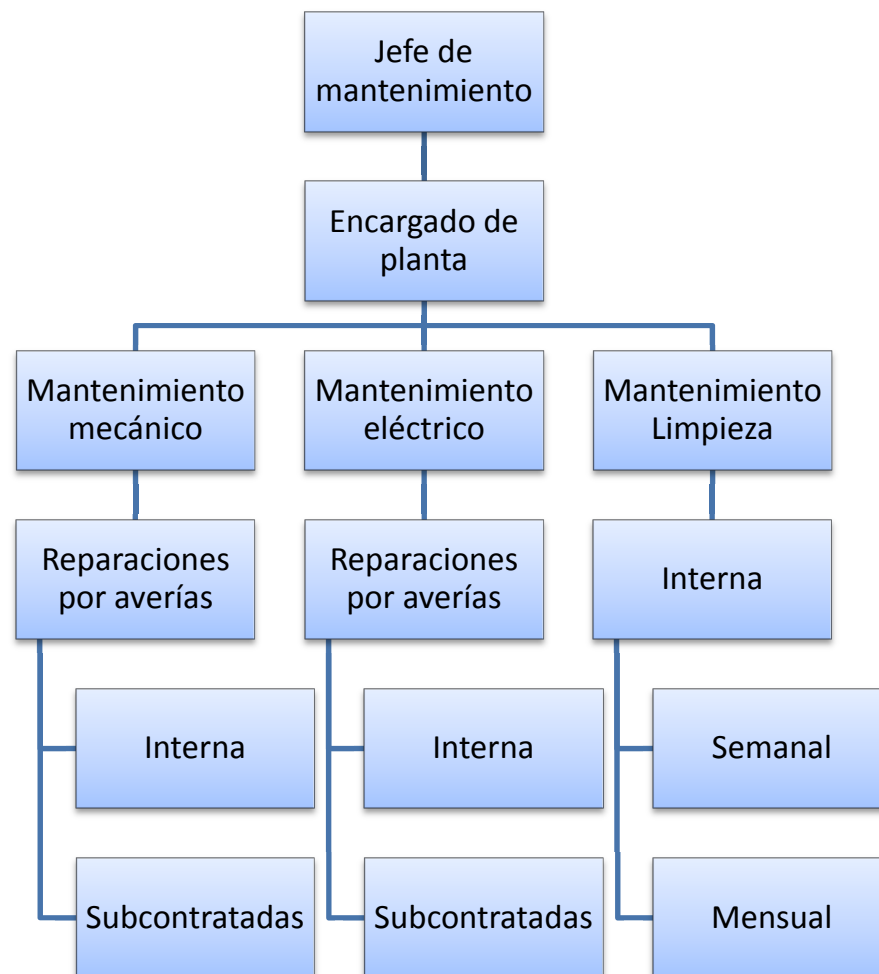 Jefe de
mantenimiento
Encargado de
planta
Mantenimiento
mecánico
Mantenimiento
eléctrico
Mantenimiento
Limpieza
Reparaciones
por averías
Reparaciones
por averías
Interna
Interna
Interna
Semanal
Subcontratadas
Subcontratadas
Mensual